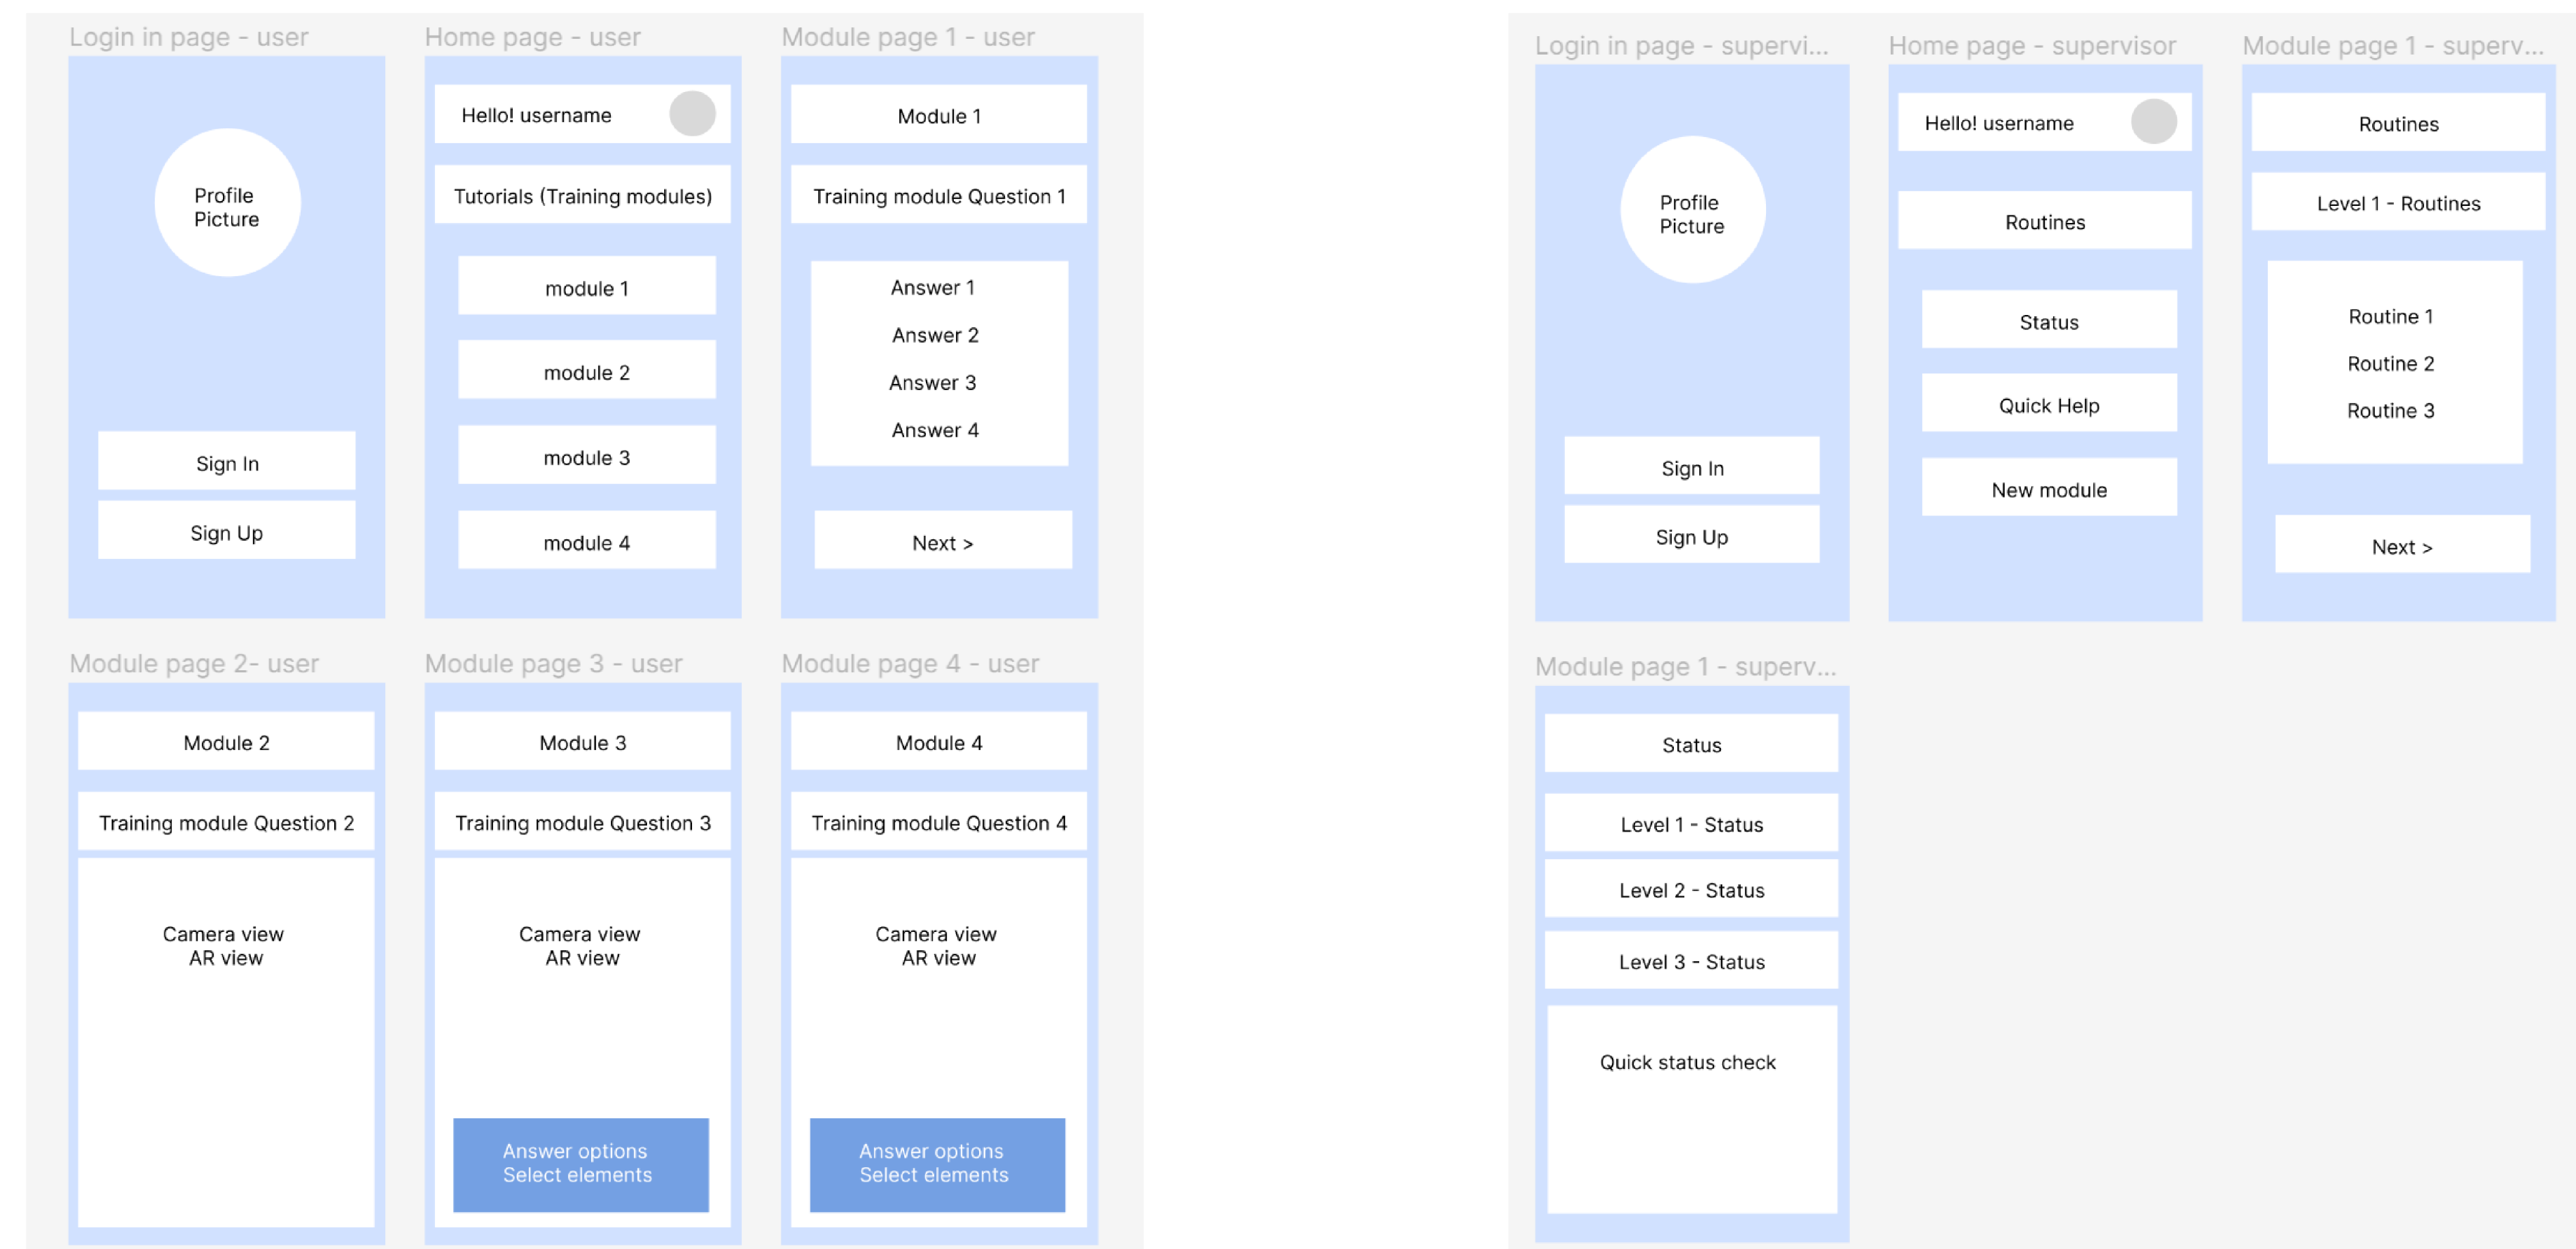 Login in page - user
Profile
Picture
Sign In
Sign Up
Home page - user
Hello! username
Tutorials (Training modules)
module 1
module 2
module 3
module 4
Module page 1 - user
Module 1
Training module Question 1
Answer 1
Answer 2
Answer 3
Answer 4
Next >
Module page 2- user
Module 2
Training module Question 2
Camera view
AR view
Module page 3 - user
Module 3
Training module Question 3
Camera view
AR view
Answer options
Select elements
Module page 4 - user
Module 4
Training module Question 4
Camera view
AR view
Answer options
Select elements
Login in page - supervi...
Profile
Picture
Sign In
Sign Up
Home page - supervisor
Hello! username
Routines
Status
Quick Help
New module
Module page 1 - superv...
Routines
Level 1 - Routines
Routine 1
Routine 2
Routine 3
Next >
Module page 1 - superv...
Status
Level 1 - Status
Level 2 - Status
Level 3 - Status
Quick status check